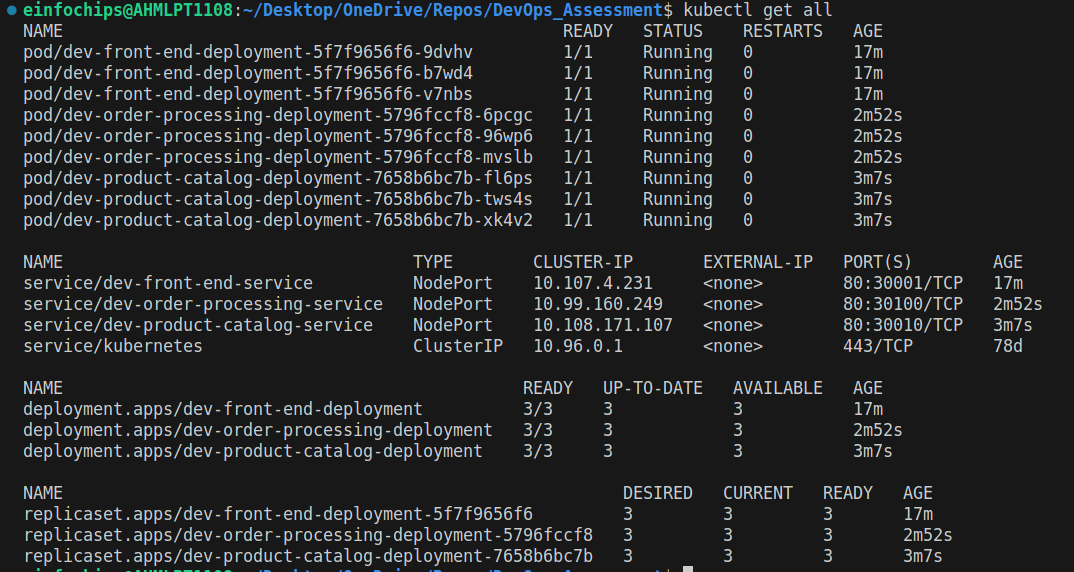 einfochips@AHMLPT1108:~/Desktop/OneDrive/Repos/DevOps_Assessment$ kubectl get all
NAME READY STATUS RESTARTS AGE
pod/dev-front-end-deployment-5f7f9656f6-9dvhv 1/1 Running 0 17m
pod/dev-front-end-deployment-5f7f9656f6-b7wd4 1/1 Running 0 17m
pod/dev-front-end-deployment-5f7f9656f6-v7nbs 1/1 Running 0 17m
pod/dev-order-processing-deployment-5796fccf8-6pcgc 1/1 Running 0 2m52s
pod/dev-order-processing-deployment-5796fccf8-96wp6 1/1 Running 0 2m52s
pod/dev-order-processing-deployment-5796fccf8-mvslb 1/1 Running 0 2m52s
pod/dev-product-catalog-deployment-7658b6bc7b-fl6ps 1/1 Running 0 3m7s
pod/dev-product-catalog-deployment-7658b6bc7b-tws4s 1/1 Running 0 3m7s
pod/dev-product-catalog-deployment-7658b6bc7b-xk4v2 1/1 Running 0 3m7s
NAME TYPE CLUSTER-IP EXTERNAL-IP PORT(S) AGE
service/dev-front-end-service NodePort 10.107.4.231 <none> 80:30001/TCP 17m
service/dev-order-processing-service NodePort 10.99.160.249 <none> 80:30100/TCP 2m52s
service/dev-product-catalog-service NodePort 10.108.171.107 <none> 80:30010/TCP 3m7s
service/kubernetes ClusterIP 10.96.0.1 <none> 443/TCP 78d
NAME READY UP-TO-DATE AVAILABLE AGE
deployment.apps/dev-front-end-deployment 3/3 3 3 17m
deployment.apps/dev-order-processing-deployment 3/3 3 3 2m52s
deployment.apps/dev-product-catalog-deployment 3/3 3 3 3m7s
NAME DESIRED CURRENT READY AGE
replicaset.apps/dev-front-end-deployment-5f7f9656f6 3 3 3 17m
replicaset.apps/dev-order-processing-deployment-5796fccf8 3 3 3 2m52s
replicaset.apps/dev-product-catalog-deployment-7658b6bc7b 3 3 3 3m7s